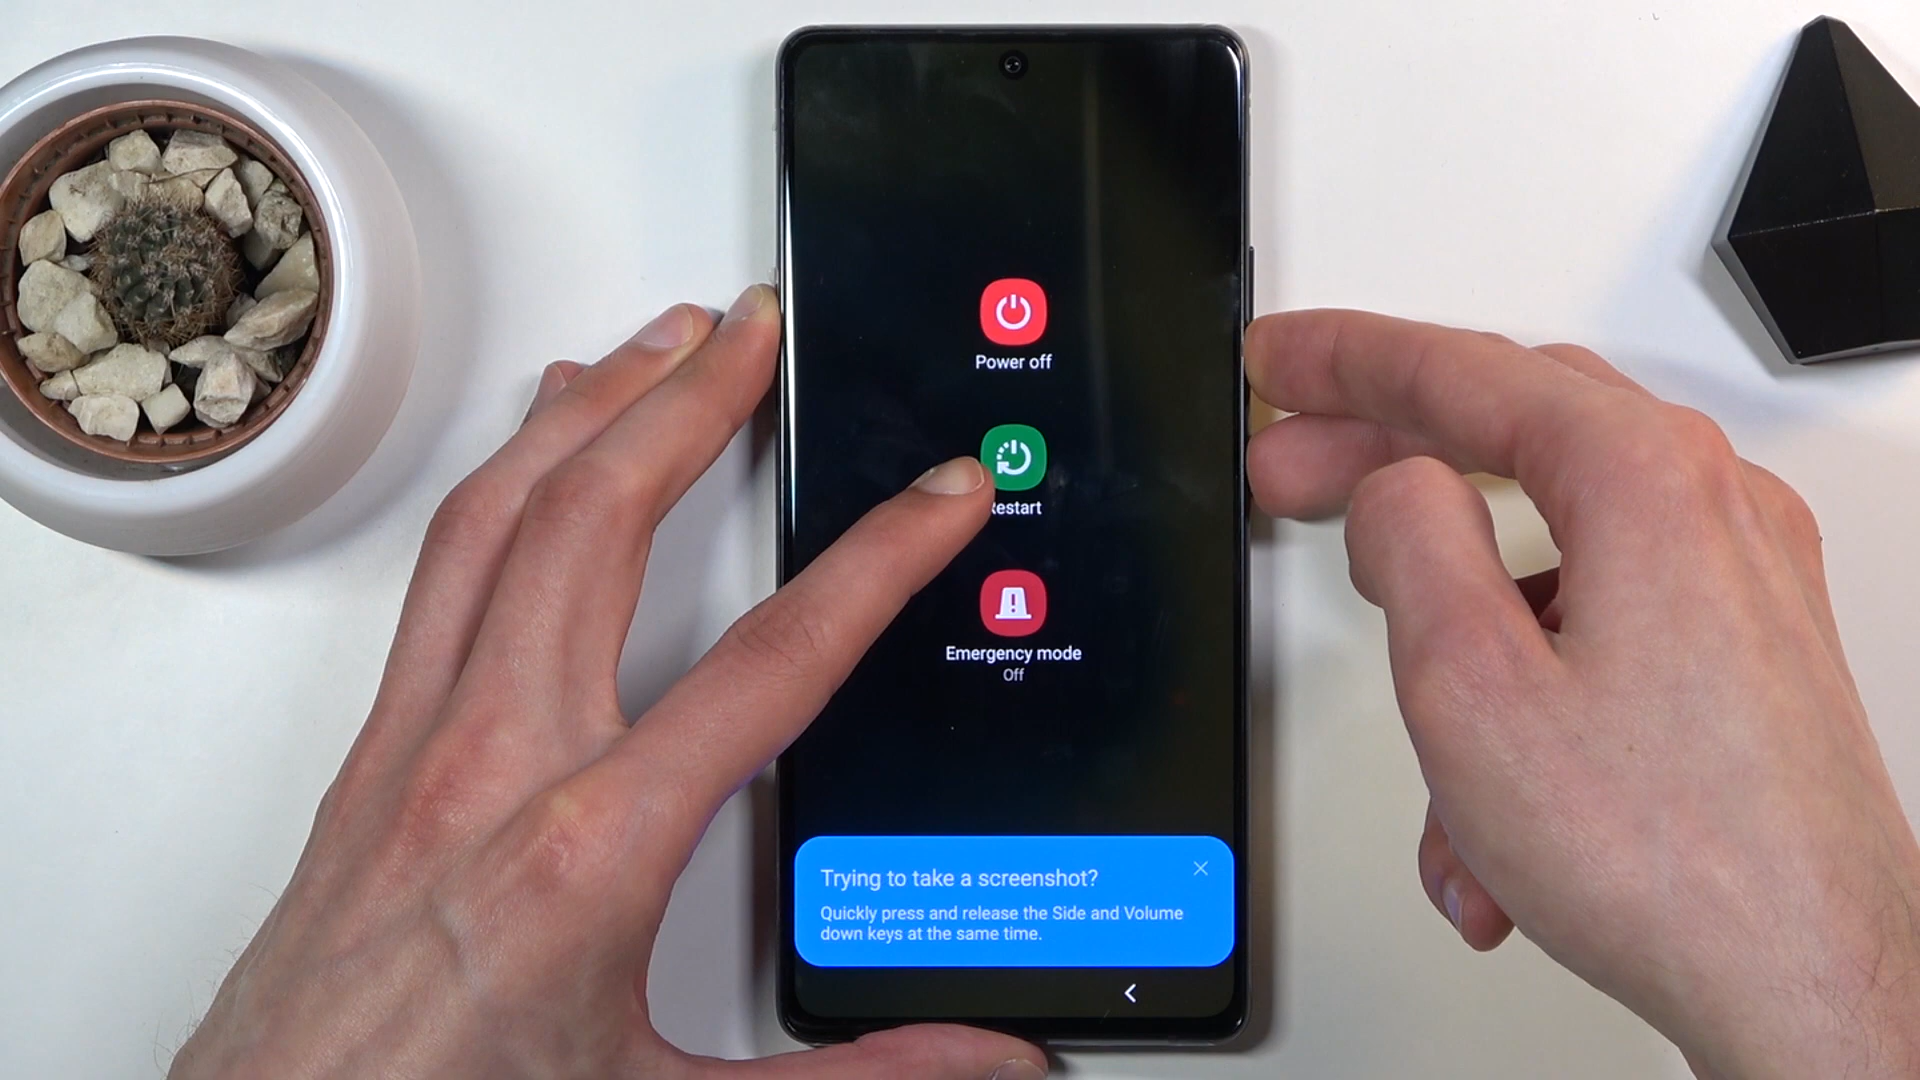 Power off
Restart
Emergency mode
Off
Trying to take a screenshot?
Quickly press and release the Side and Volume
down keys at the same time.